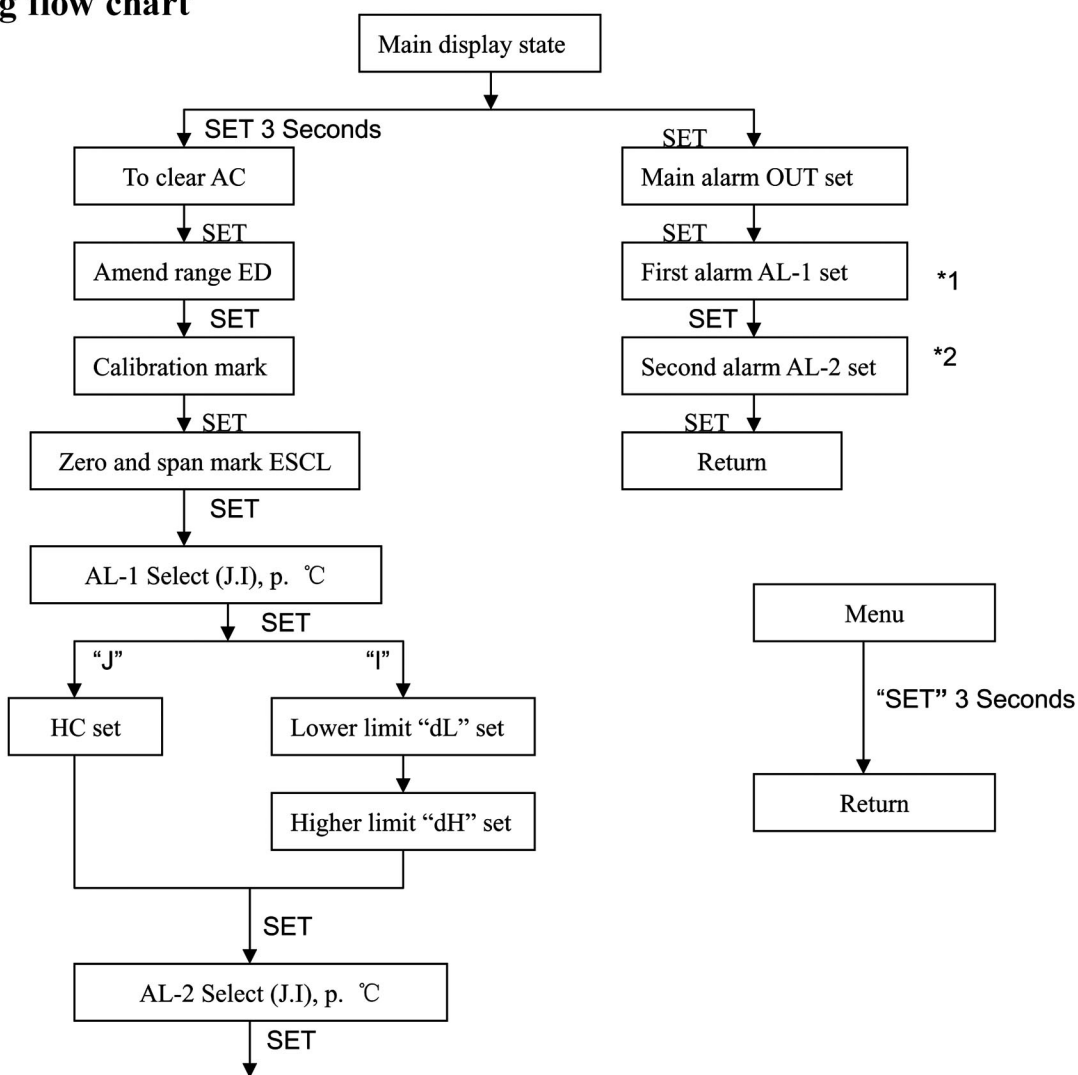 g flow chart
Main display state
SET 3 Seconds
SET
To clear AC
Main alarm OUT set
SET
SET
Amend range ED
First alarm AL-1 set
*1
SET
SET
Calibration mark
Second alarm AL-2 set
*2
SET
SET
Zero and span mark ESCL
Return
SET
AL-1 Select (J.I), p. ℃
SET
Menu
“J”
“I”
“SET” 3 Seconds
HC set
Lower limit “dL” set
Return
Higher limit “dH” set
SET
AL-2 Select (J.I), p. ℃
SET